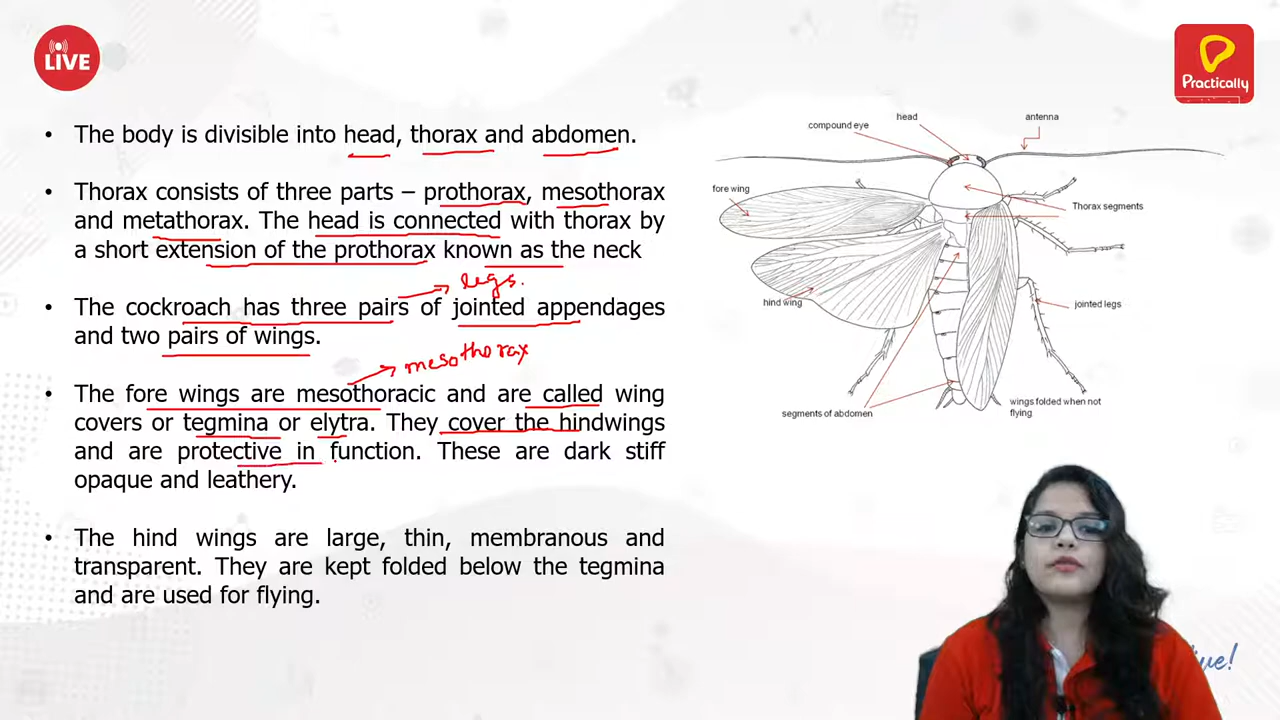 LIVE
Practically
• The body is divisible into head, thorax and abdomen.
• Thorax consists of three parts – prothorax, mesothorax
and metathorax. The head is connected with thorax by
a short extension of the prothorax known as the neck
legs.
• The cockroach has three pairs of jointed appendages
and two pairs of wings.
mesothorax
• The fore wings are mesothoracic and are called wing
covers or tegmina or elytra. They cover the hindwings
and are protective in function. These are dark stiff
opaque and leathery.
• The hind wings are large, thin, membranous and
transparent. They are kept folded below the tegmina
and are used for flying.
head
antenna
compound eye
fore wing
Thorax segments
hind wing
jointed legs
segments of abdomen
wings folded when not
flying